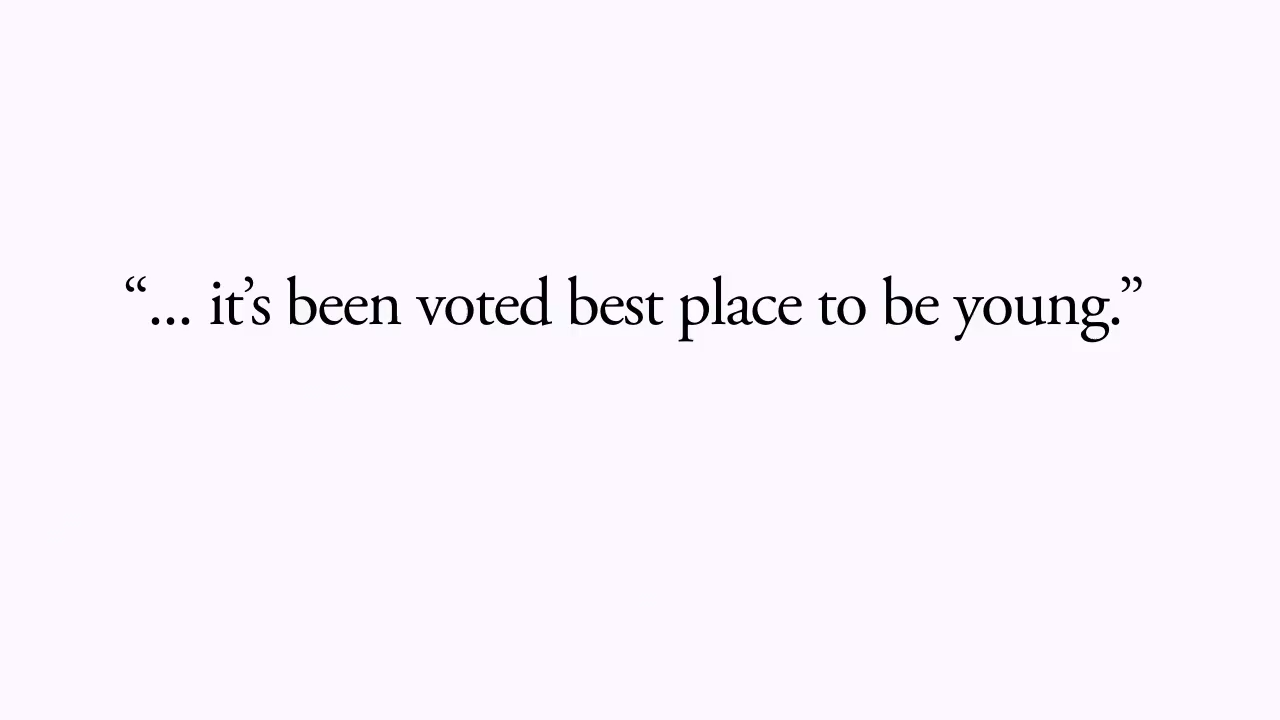 “… it’s been voted best place to be young.”